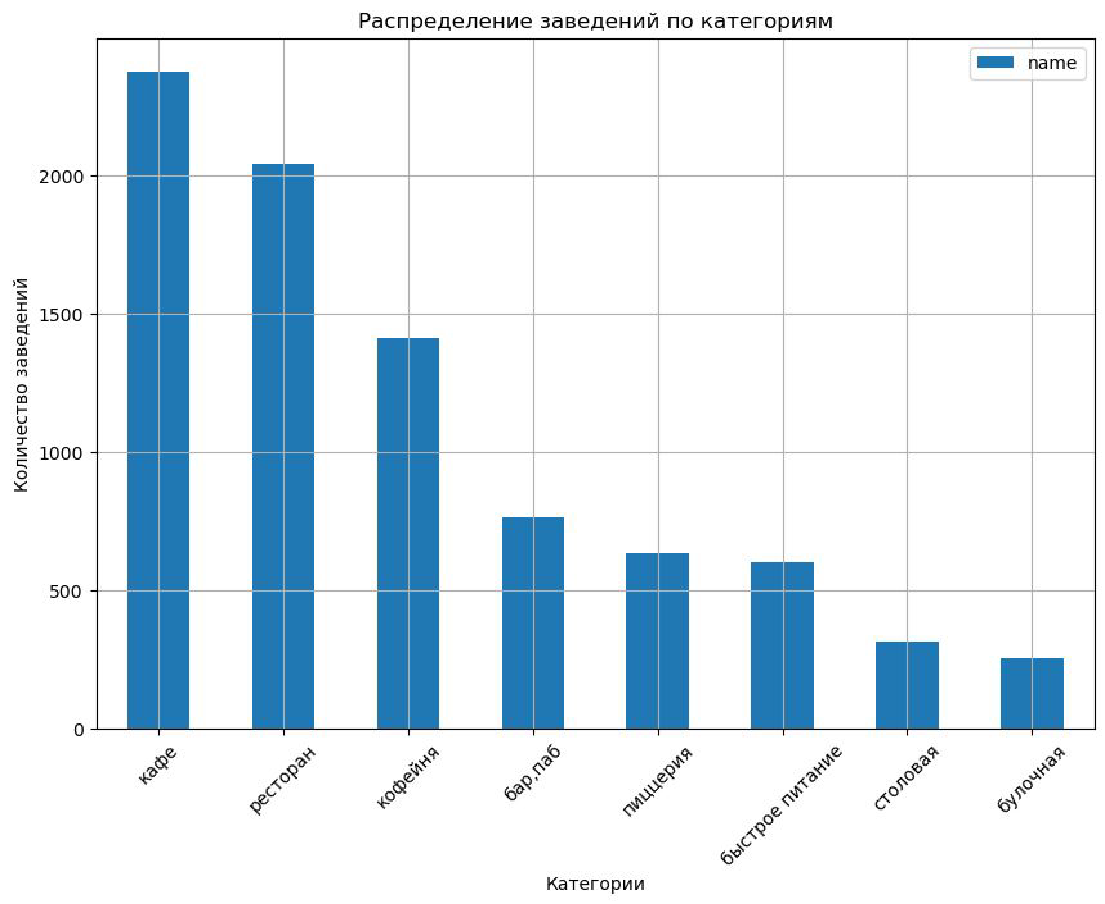 Распределение заведений по категориям
name
Количество заведений
2000
1500
1000
500
0
кафе
ресторан
кофейня
бар,паб
пиццерия
быстрое питание
столовая
булочная
Категории